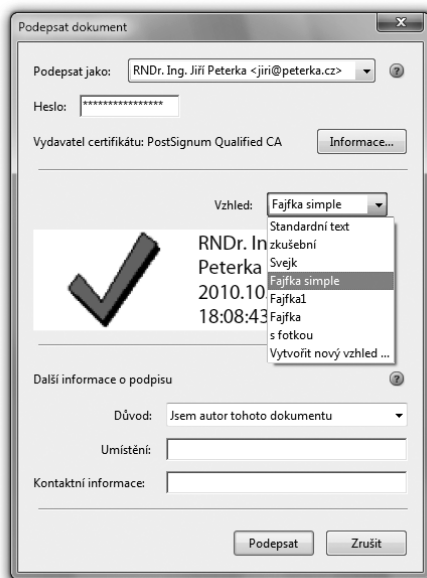 Podepsat dokument
Podepsat jako: RNDr. Ing. Jiří Peterka <jiri@peterka.cz>
Heslo: ****************
Vydavatel certifikátu: PostSignum Qualified CA Informace...
Vzhled: Fajfka simple
Standardní text
zkušební
Svejk
Fajfka simple
Fajfka1
Fajfka
s fotkou
Vytvořit nový vzhled ...
RNDr. In
Peterka
2010.10
18:08:43
Další informace o podpisu
Důvod: Jsem autor tohoto dokumentu
Umístění:
Kontaktní informace:
Podepsat Zrušit